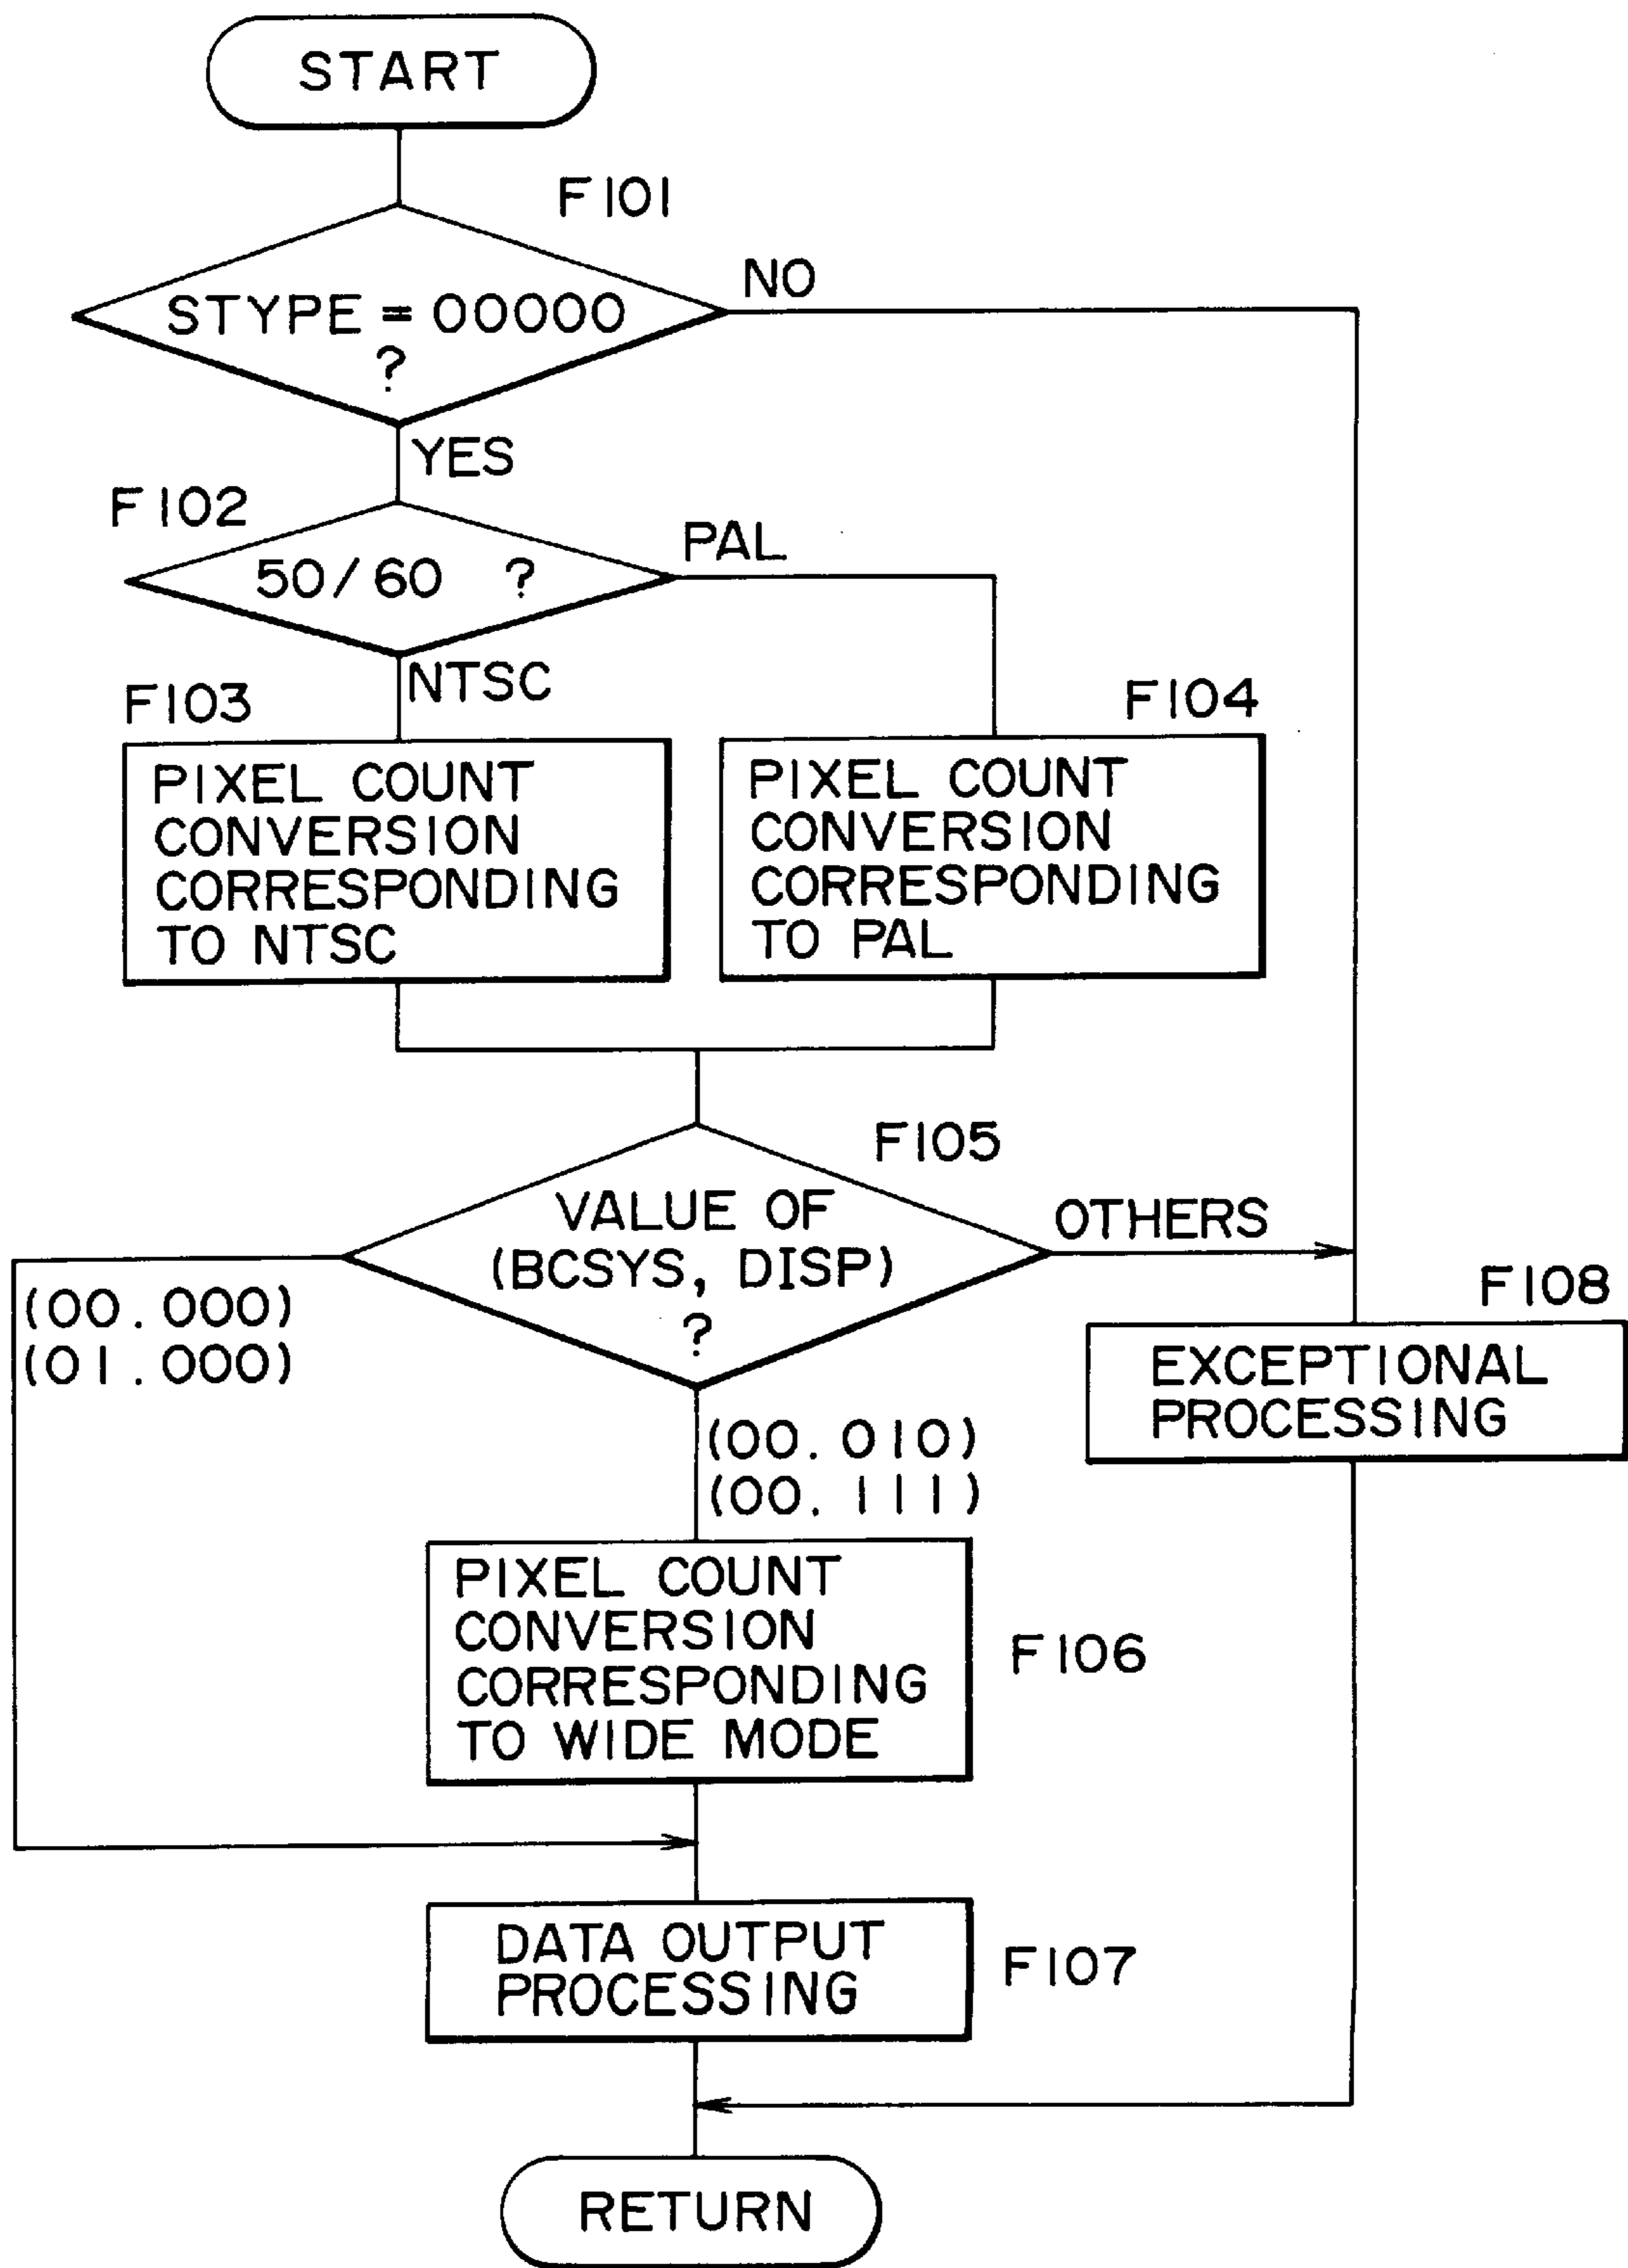 START
F101
NO
STYPE = 00000
?
YES
F102
PAL
50/60 ?
NTSC
F103
F104
PIXEL COUNT
CONVERSION
CORRESPONDING
TO NTSC
PIXEL COUNT
CONVERSION
CORRESPONDING
TO PAL
F105
VALUE OF
(BCSYS, DISP)
?
OTHERS
(00.000)
(01.000)
F108
EXCEPTIONAL
PROCESSING
(00.010)
(00.111)
PIXEL COUNT
CONVERSION
CORRESPONDING
TO WIDE MODE
F106
DATA OUTPUT
PROCESSING
F107
RETURN